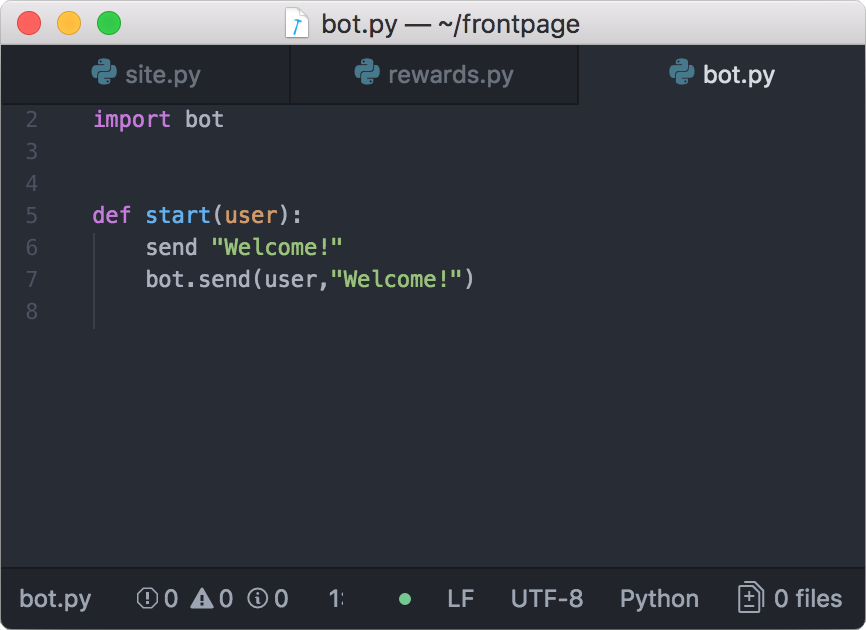 bot.py — ~/frontpage
site.py rewards.py bot.py
2 import bot
3
4
5 def start(user):
6 send "Welcome!"
7 bot.send(user,"Welcome!")
8
bot.py 0 0 0 LF UTF-8 Python 0 files